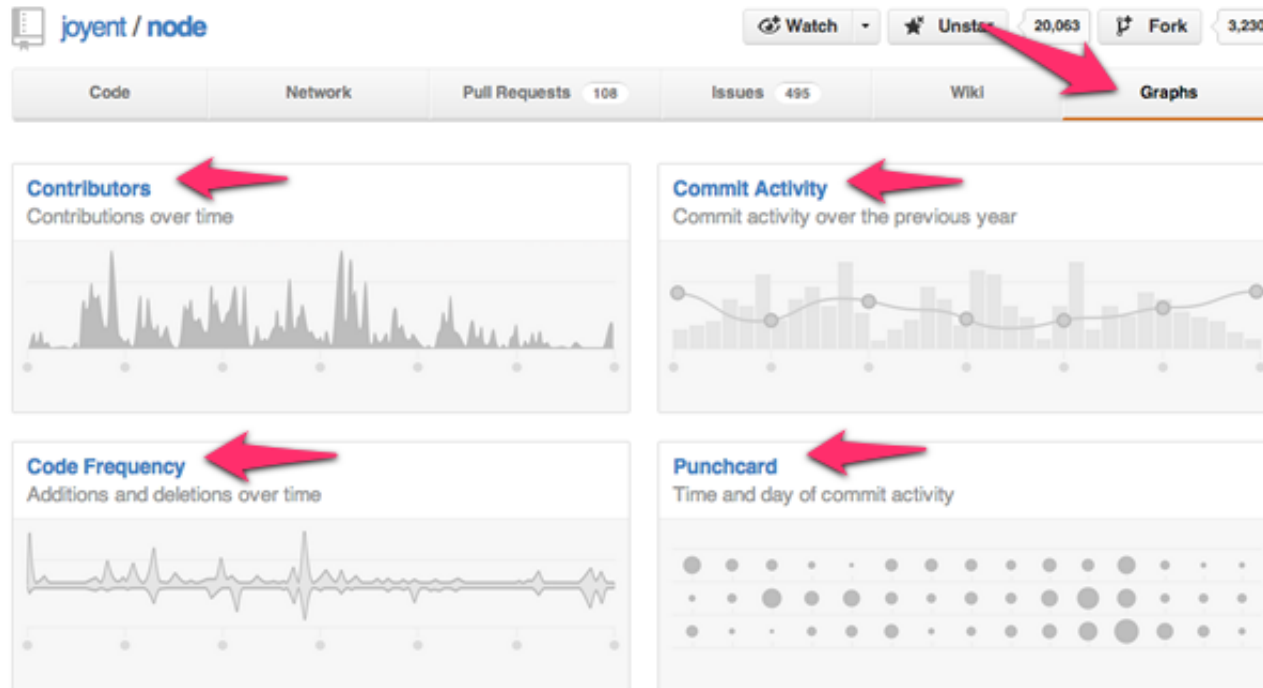 joyent / node
Watch
Unstar 20,063
Fork 3,230
Code
Network
Pull Requests 108
Issues 495
Wiki
Graphs
Contributors
Contributions over time
Commit Activity
Commit activity over the previous year
Code Frequency
Additions and deletions over time
Punchcard
Time and day of commit activity